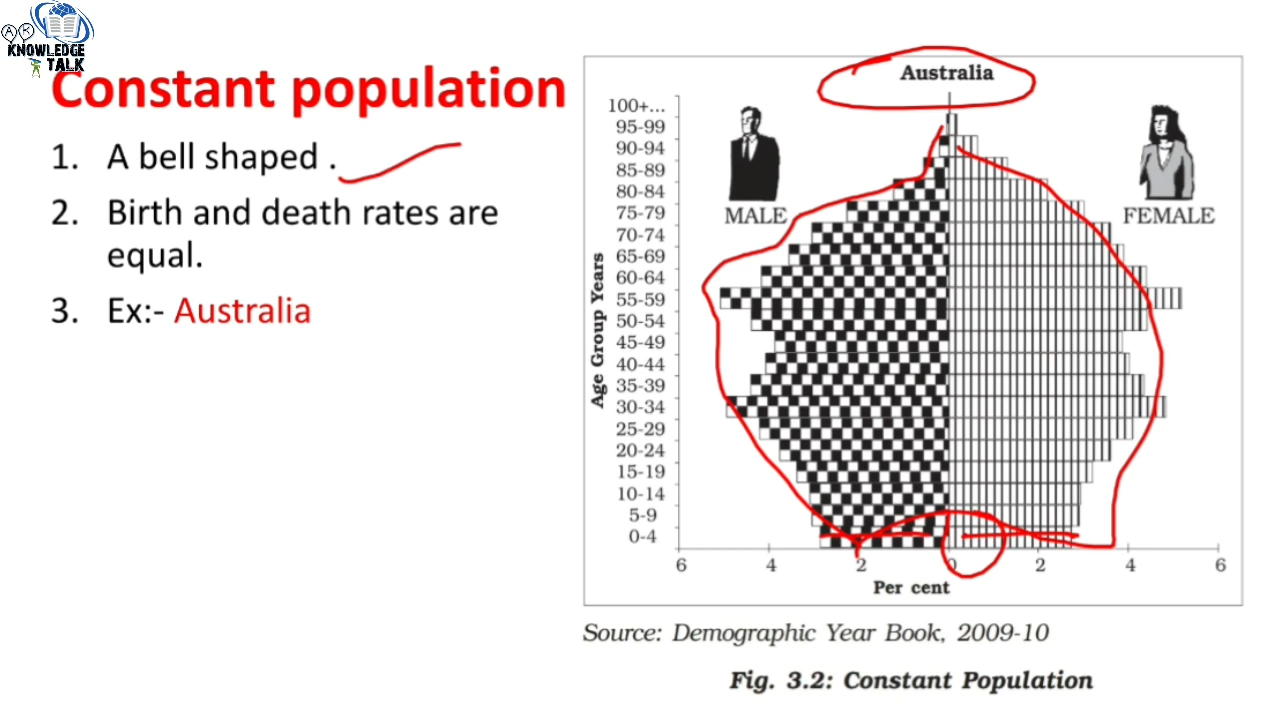 A K
KNOWLEDGE
TALK
Constant population
1. A bell shaped .
2. Birth and death rates are
equal.
3. Ex:- Australia
Australia
100+...
95-99
90-94
85-89
80-84
75-79
70-74
65-69
60-64
55-59
50-54
45-49
40-44
35-39
30-34
25-29
20-24
15-19
10-14
5-9
0-4
Age Group Years
MALE
FEMALE
6 4 2 0 2 4 6
Per cent
Source: Demographic Year Book, 2009-10
Fig. 3.2: Constant Population